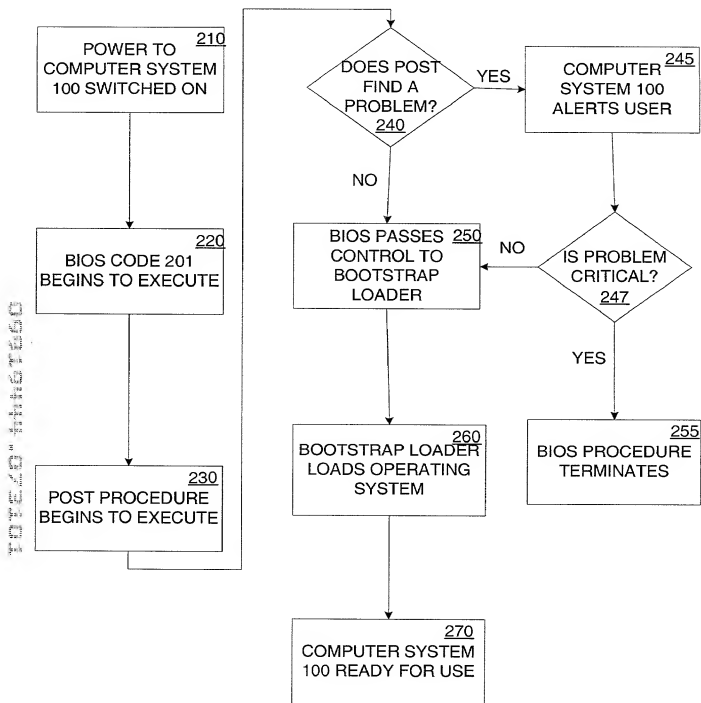 210
POWER TO
COMPUTER SYSTEM
100 SWITCHED ON
220
BIOS CODE 201
BEGINS TO EXECUTE
230
POST PROCEDURE
BEGINS TO EXECUTE
DOES POST
FIND A
PROBLEM?
240
YES
NO
245
COMPUTER
SYSTEM 100
ALERTS USER
IS PROBLEM
CRITICAL?
247
NO
YES
250
BIOS PASSES
CONTROL TO
BOOTSTRAP
LOADER
255
BIOS PROCEDURE
TERMINATES
260
BOOTSTRAP LOADER
LOADS OPERATING
SYSTEM
270
COMPUTER SYSTEM
100 READY FOR USE